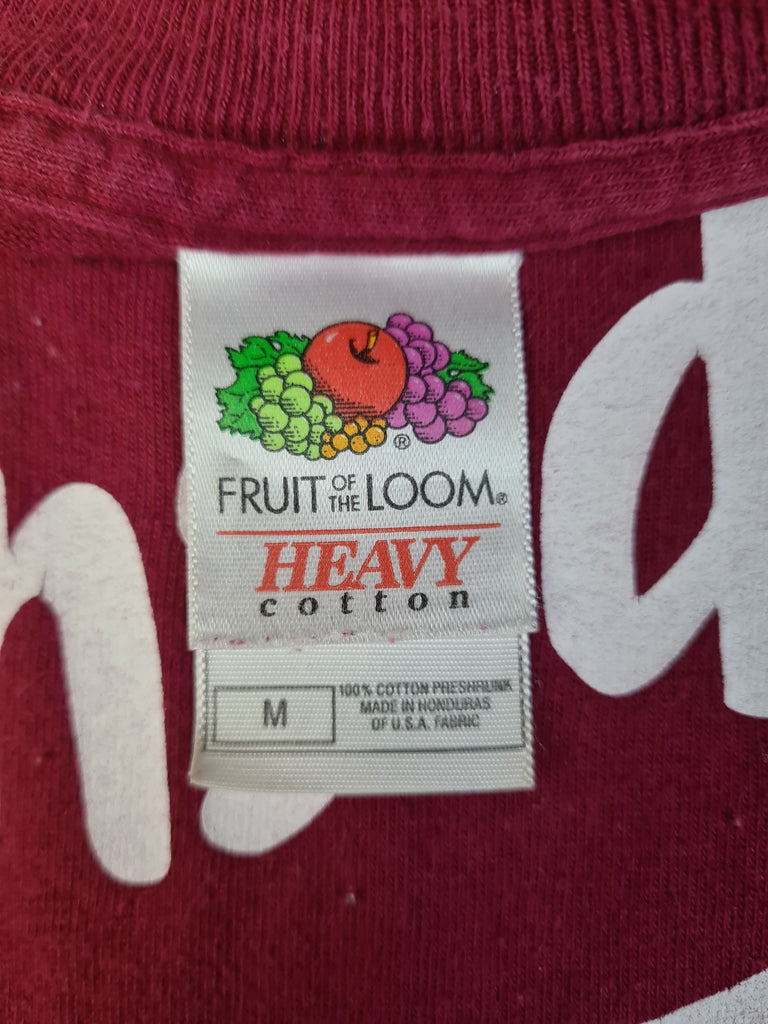 FRUIT OF THE LOOM®
HEAVY
cotton
M
100% COTTON PRESHRUNK
MADE IN HONDURAS
OF U.S.A. FABRIC
n
d